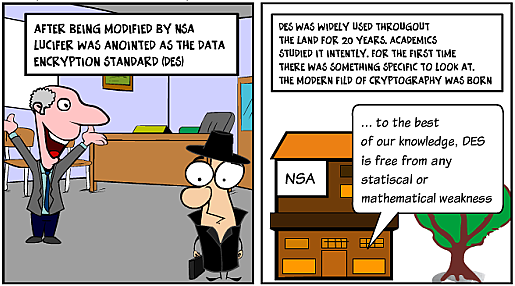 AFTER BEING MODIFIED BY NSA
LUCIFER WAS ANOINTED AS THE DATA
ENCRYPTION STANDARD (DES)
DES WAS WIDELY USED THROUGOUT
THE LAND FOR 20 YEARS. ACADEMICS
STUDIED IT INTENTLY. FOR THE FIRST TIME
THERE WAS SOMETHING SPECIFIC TO LOOK AT.
THE MODERN FILD OF CRYPTOGRAPHY WAS BORN
... to the best
of our knowledge, DES
is free from any
statiscal or
mathematical weakness
NSA